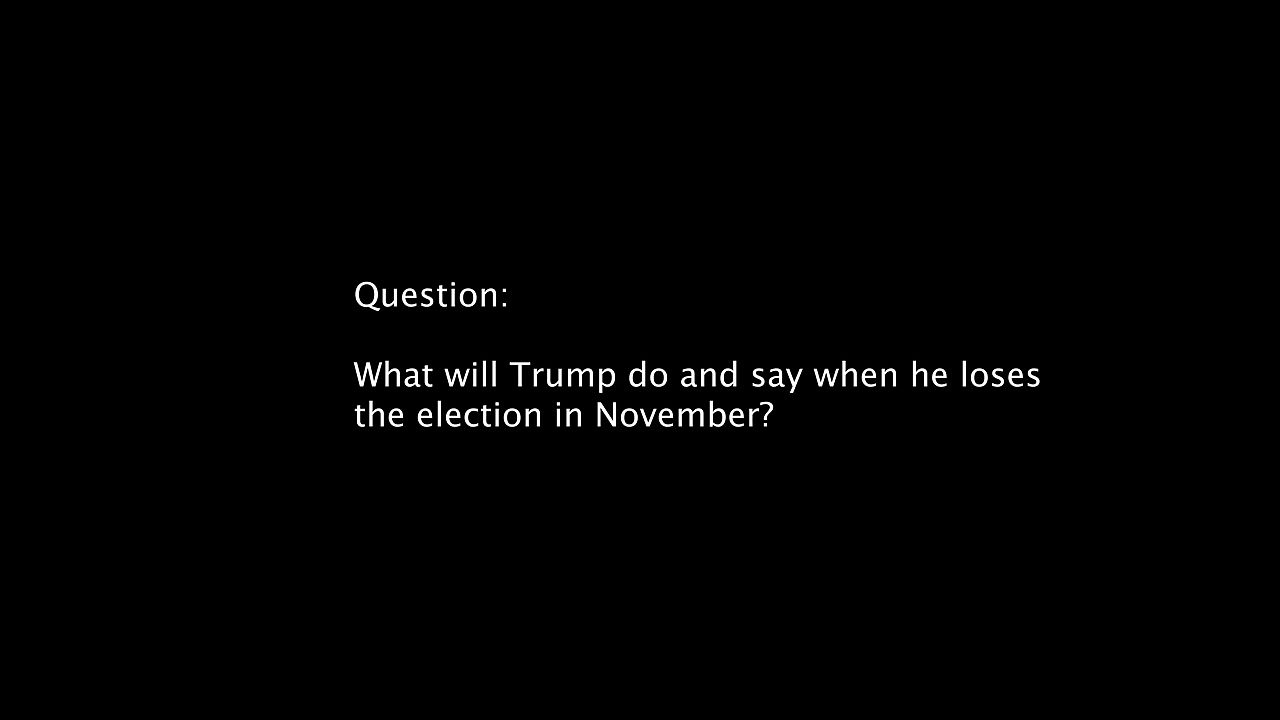 Question:
What will Trump do and say when he loses
the election in November?